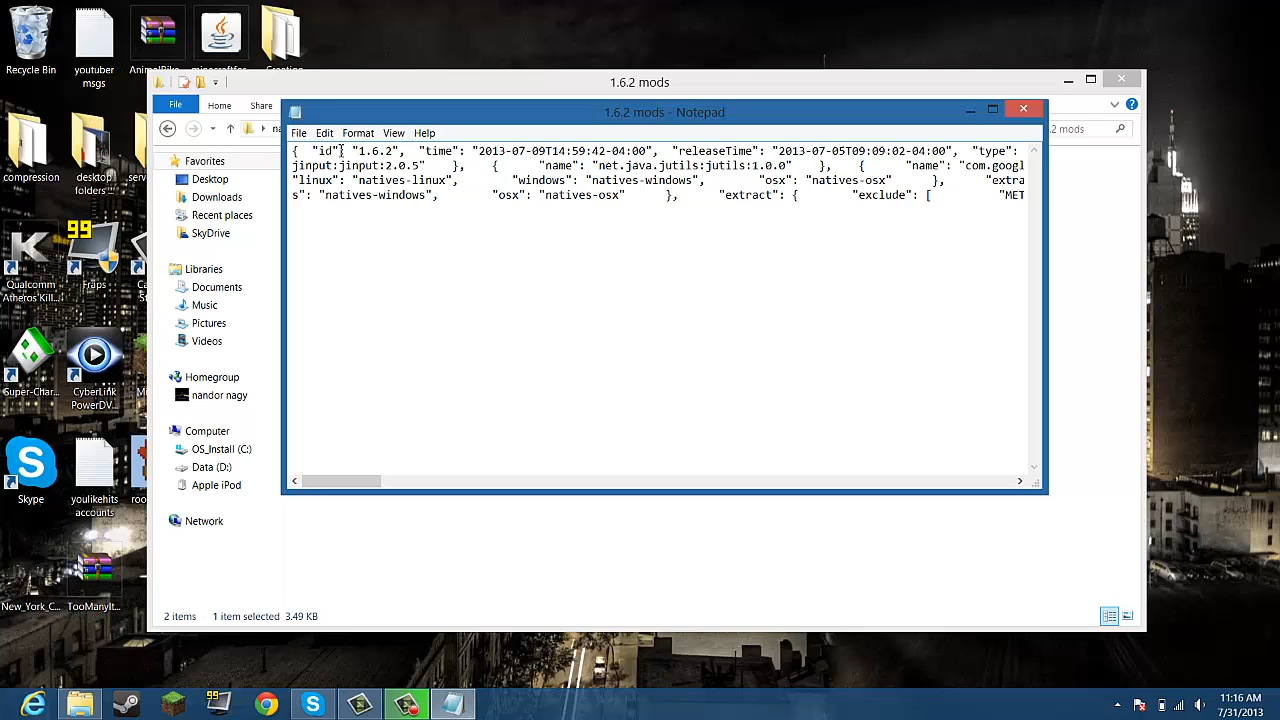 Recycle Bin
youtuber
msgs
1.6.2 mods
File
Home
Share
2 mods
1.6.2 mods - Notepad
File Edit Format View Help
{ "id": "1.6.2", "time": "2013-07-09T14:59:42-04:00", "releaseTime": "2013-07-05T09:09:02-04:00", "type":
jinput:jinput:2.0.5" }, { "name": "net.java.jutils:jutils:1.0.0" }, { "name": "com.googl
"linux": "natives-linux", "windows": "natives-windows", "osx": "natives-osx" }, "extra
s": "natives-windows", "osx": "natives-osx" }, "extract": { "exclude": [ "MET
Favorites
Desktop
Downloads
Recent places
SkyDrive
Libraries
Documents
Music
Pictures
Videos
Homegroup
nandor nagy
Computer
OS_Install (C:)
Data (D:)
Apple iPod
Network
2 items 1 item selected 3.49 KB
compression
desktop
folders
99
Qualcomm
Atheros Kill...
Fraps
Super-Char...
CyberLink
PowerDV...
Skype
youlikehits
accounts
New_York_C...
TooManyIt...
99
11:16 AM
7/31/2013